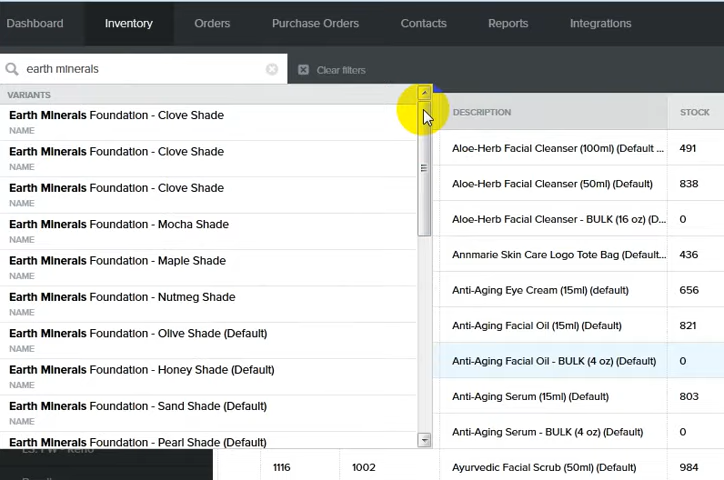 Dashboard Inventory Orders Purchase Orders Contacts Reports Integrations
earth minerals Clear filters
VARIANTS
Earth Minerals Foundation - Clove Shade
NAME
Earth Minerals Foundation - Clove Shade
NAME
Earth Minerals Foundation - Clove Shade
NAME
Earth Minerals Foundation - Mocha Shade
NAME
Earth Minerals Foundation - Maple Shade
NAME
Earth Minerals Foundation - Nutmeg Shade
NAME
Earth Minerals Foundation - Olive Shade (Default)
NAME
Earth Minerals Foundation - Honey Shade (Default)
NAME
Earth Minerals Foundation - Sand Shade (Default)
NAME
Earth Minerals Foundation - Pearl Shade (Default)
DESCRIPTION STOCK
Aloe-Herb Facial Cleanser (100ml) (Default ... 491
Aloe-Herb Facial Cleanser (50ml) (Default) 838
Aloe-Herb Facial Cleanser - BULK (16 oz) (D... 0
Annmarie Skin Care Logo Tote Bag (Default... 436
Anti-Aging Eye Cream (15ml) (default) 656
Anti-Aging Facial Oil (15ml) (Default) 821
Anti-Aging Facial Oil - BULK (4 oz) (Default) 0
Anti-Aging Serum (15ml) (Default) 803
Anti-Aging Serum - BULK (4 oz) (Default) 0
1116 1002 Ayurvedic Facial Scrub (50ml) (Default) 984